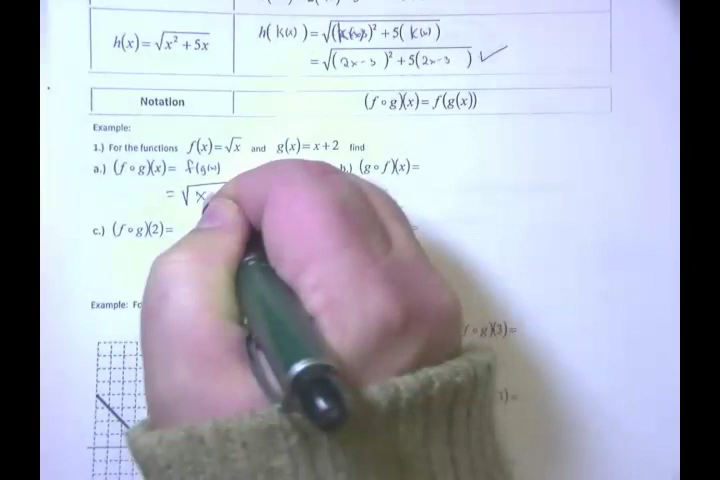 h(x) = √(x² + 5x)
h( k(x) ) = √(( k(x) )² + 5( k(x) )
= √(( 2x-3 )² + 5(2x-3 ) ✓
Notation
(f ∘ g)(x) = f(g(x))
Example:
1.) For the functions f(x) = √x and g(x) = x + 2 find
a.) (f ∘ g)(x) = f(g(x))
b.) (g ∘ f)(x) =
= √x
c.) (f ∘ g)(2) =
Example:
f ∘ g)(3) =